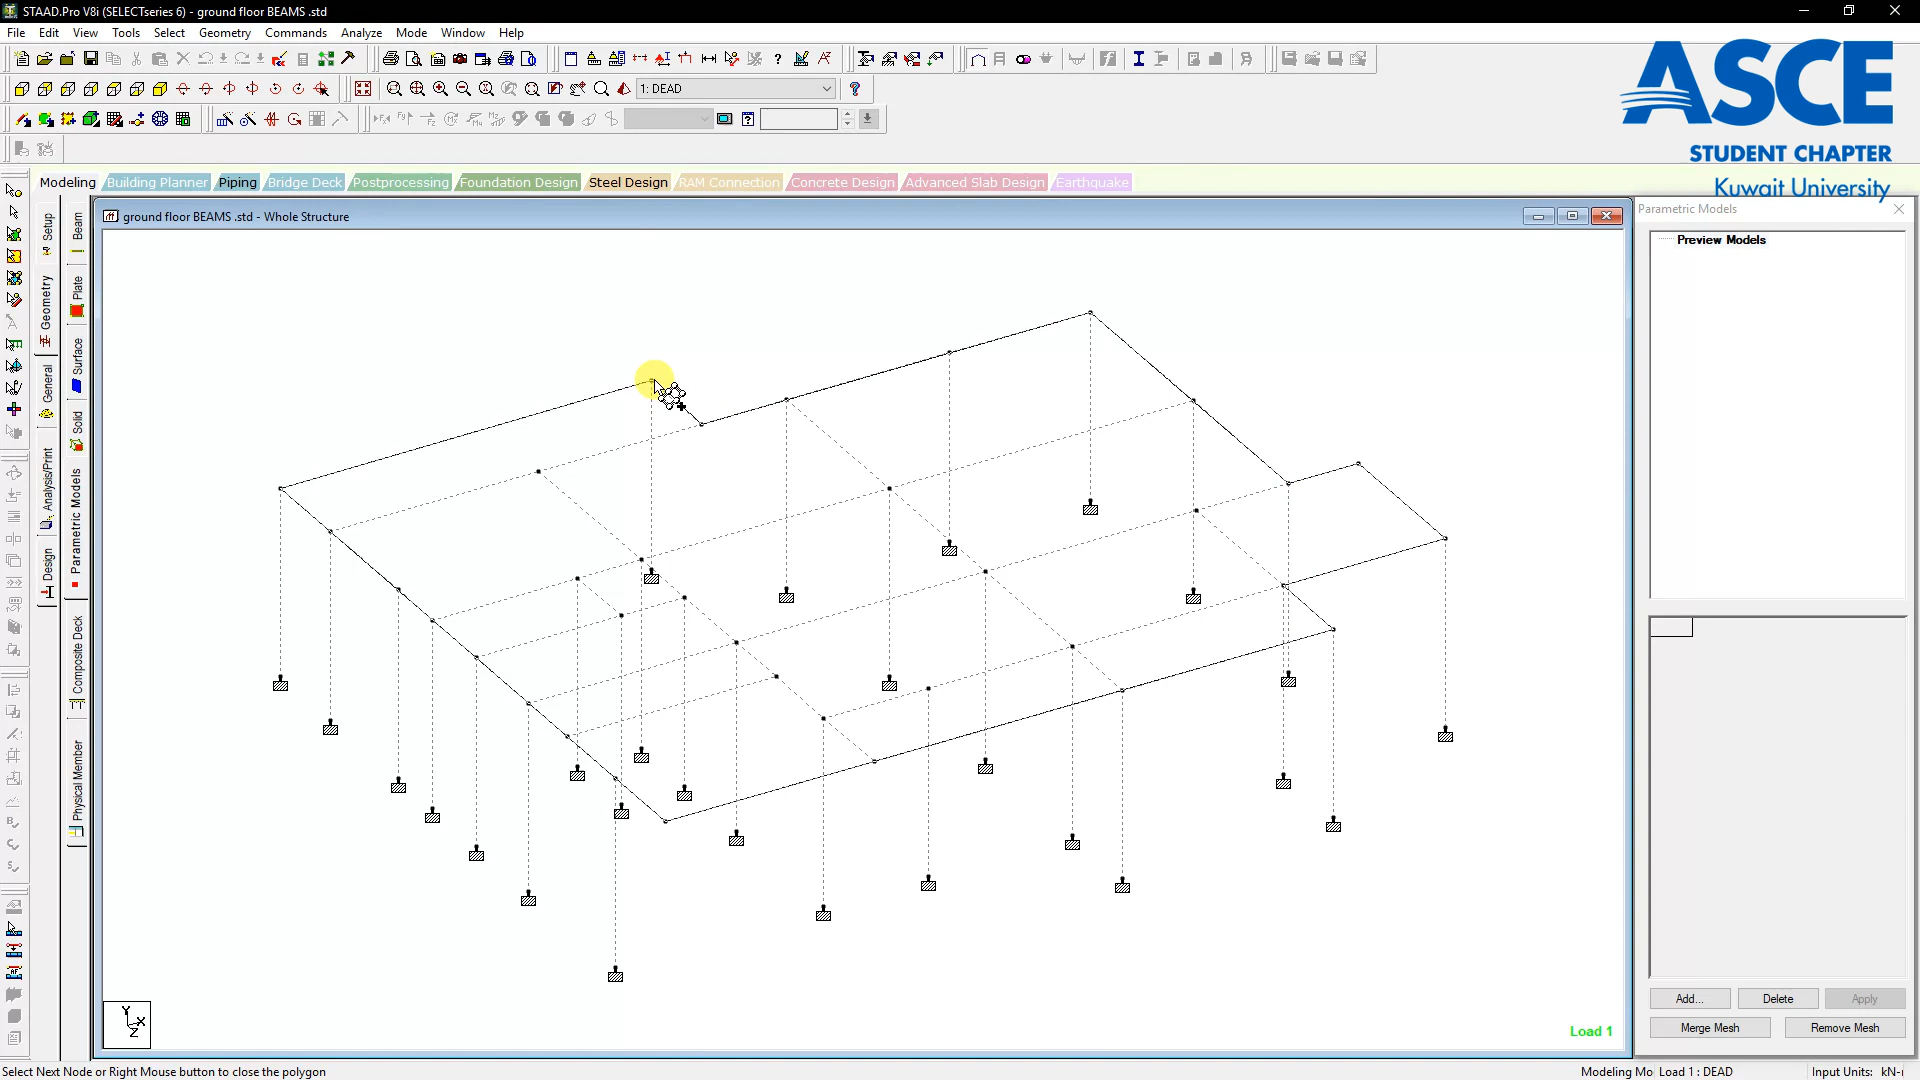 STAAD.Pro V8i (SELECTseries 6) - ground floor BEAMS .std
File Edit View Tools Select Geometry Commands Analyze Mode Window Help
ASCE
STUDENT CHAPTER
Kuwait University
1: DEAD
Modeling Building Planner Piping Bridge Deck Postprocessing Foundation Design Steel Design RAM Connection Concrete Design Advanced Slab Design Earthquake
Setup
Geometry
General
Analysis/Print
Design
Beam
Plate
Surface
Solid
Parametric Models
Composite Deck
Physical Member
ground floor BEAMS .std - Whole Structure
Y
X
Z
Load 1
Parametric Models
Preview Models
Add... Delete Apply
Merge Mesh Remove Mesh
Select Next Node or Right Mouse button to close the polygon
Modeling Mo Load 1 : DEAD Input Units: kN-